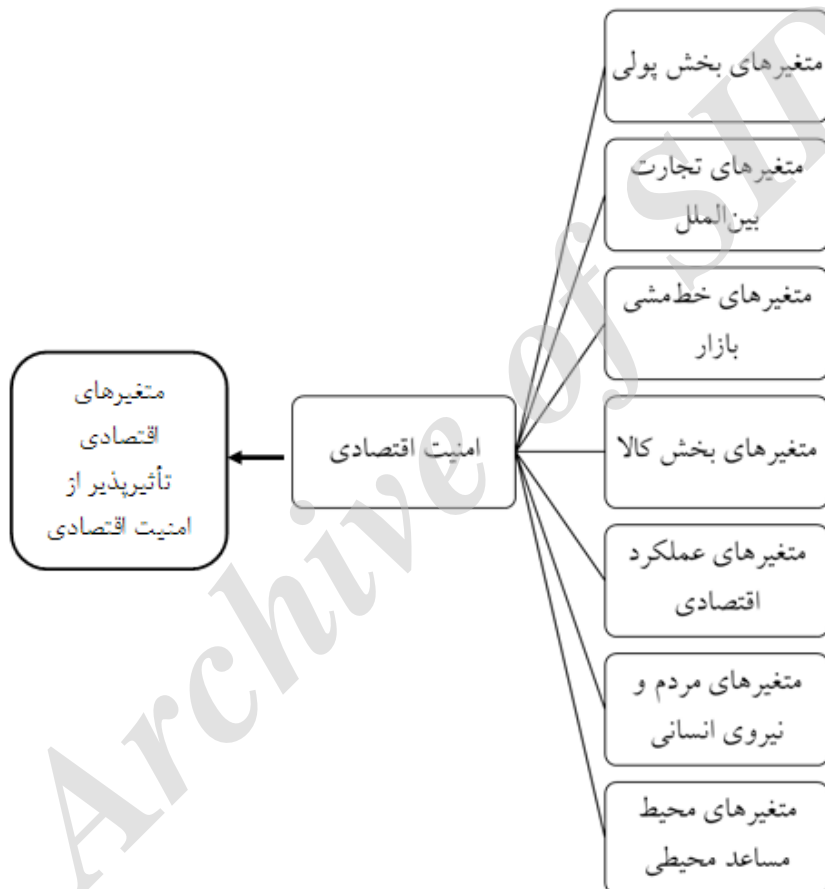 متغیرهای بخش پولی
متغیرهای تجارت
بین‌الملل
متغیرهای خط‌مشی
بازار
متغیرهای بخش کالا
متغیرهای عملکرد
اقتصادی
متغیرهای مردم و
نیروی انسانی
متغیرهای محیط
مساعد محیطی
امنیت اقتصادی
متغیرهای
اقتصادی
تأثیرپذیر از
امنیت اقتصادی
Archive of SID